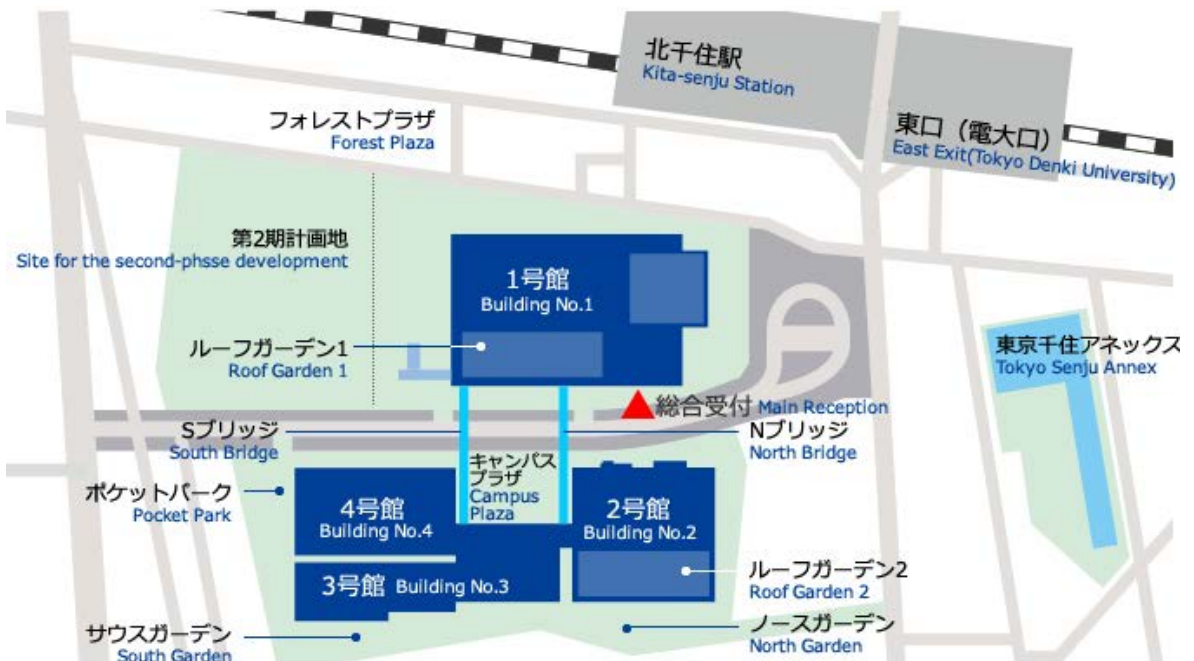 北千住駅
Kita-senju Station
東口（電大口）
East Exit(Tokyo Denki University)
フォレストプラザ
Forest Plaza
第2期計画地
Site for the second-phsse development
1号館
Building No.1
ルーフガーデン1
Roof Garden 1
東京千住アネックス
Tokyo Senju Annex
総合受付 Main Reception
Sブリッジ
South Bridge
Nブリッジ
North Bridge
キャンパス
プラザ
Campus
Plaza
ポケットパーク
Pocket Park
4号館
Building No.4
2号館
Building No.2
3号館 Building No.3
ルーフガーデン2
Roof Garden 2
サウスガーデン
South Garden
ノースガーデン
North Garden